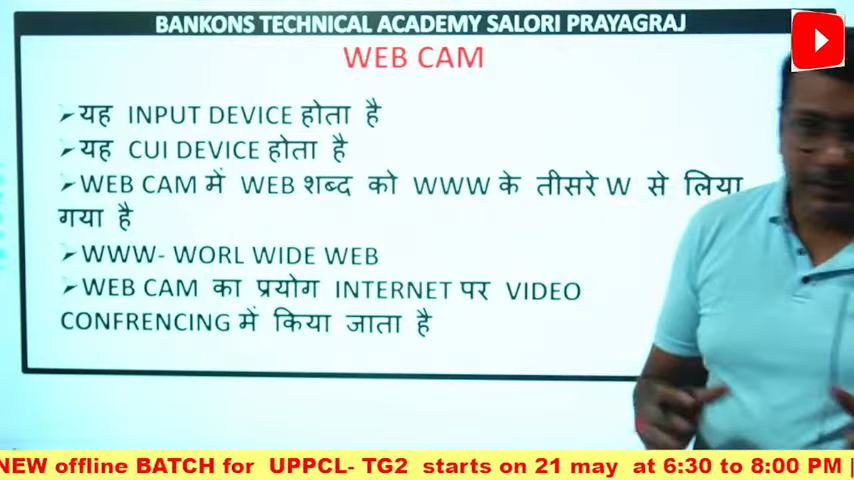 BANKONS TECHNICAL ACADEMY SALORI PRAYAGRAJ
WEB CAM
➢यह INPUT DEVICE होता है
➢यह CUI DEVICE होता है
➢WEB CAM में WEB शब्द को WWW के तीसरे W से लिया
गया है
➢WWW- WORL WIDE WEB
➢WEB CAM का प्रयोग INTERNET पर VIDEO
CONFRENCING में किया जाता है
NEW offline BATCH for UPPCL- TG2 starts on 21 may at 6:30 to 8:00 PM |